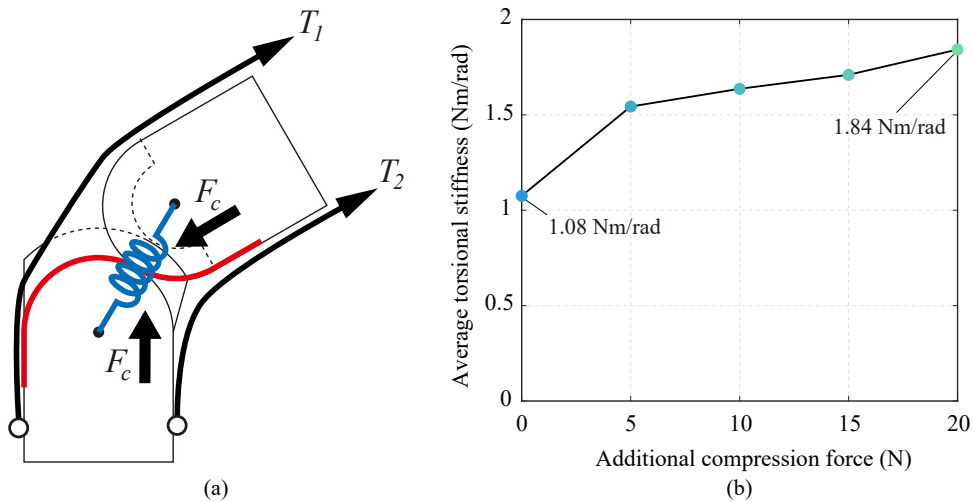 T1
T2
Fc
Fc
(a)
Average torsional stiffness (Nm/rad)
2
1.5
1
0.5
0
1.08 Nm/rad
1.84 Nm/rad
0
5
10
15
20
Additional compression force (N)
(b)